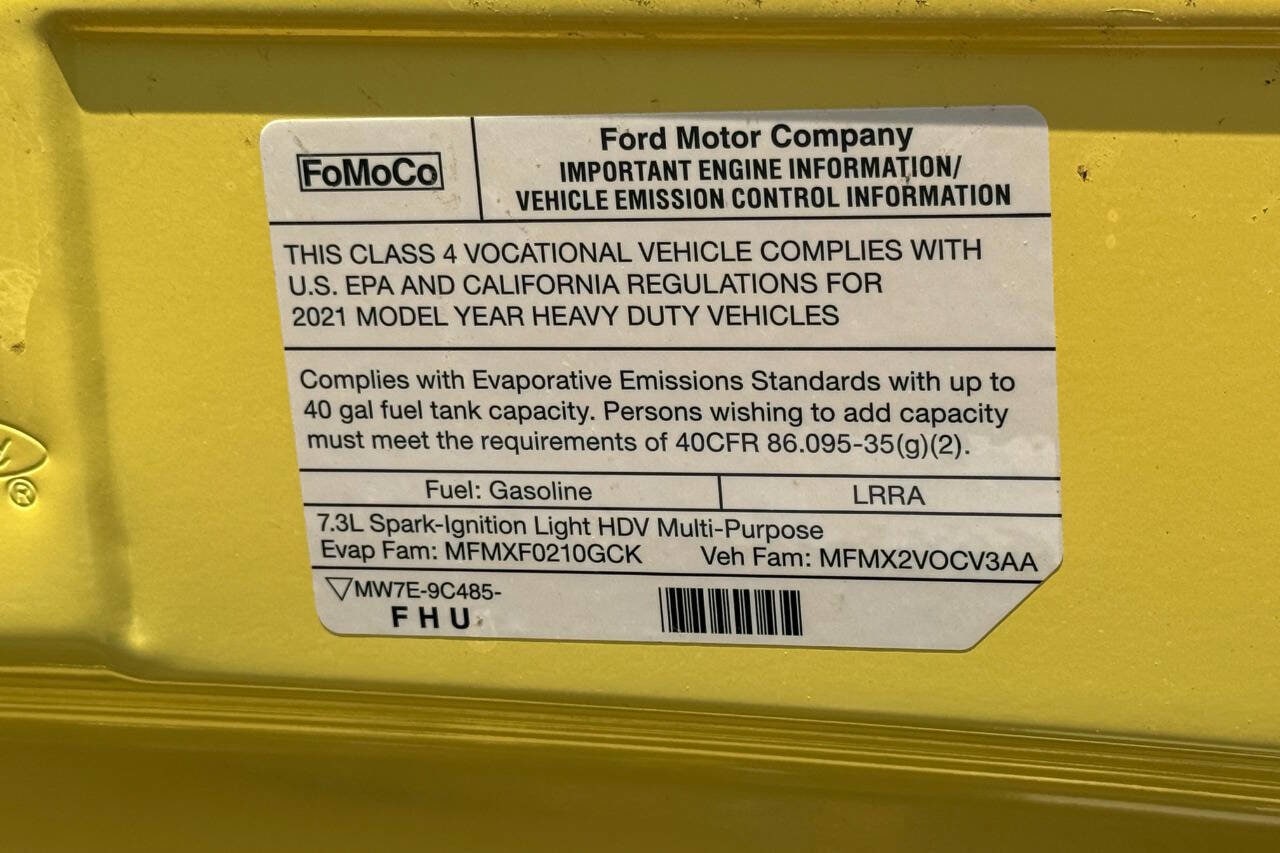 FoMoCo
Ford Motor Company
IMPORTANT ENGINE INFORMATION/
VEHICLE EMISSION CONTROL INFORMATION
THIS CLASS 4 VOCATIONAL VEHICLE COMPLIES WITH
U.S. EPA AND CALIFORNIA REGULATIONS FOR
2021 MODEL YEAR HEAVY DUTY VEHICLES
Complies with Evaporative Emissions Standards with up to
40 gal fuel tank capacity. Persons wishing to add capacity
must meet the requirements of 40CFR 86.095-35(g)(2).
Fuel: Gasoline LRRA
7.3L Spark-Ignition Light HDV Multi-Purpose
Evap Fam: MFMXF0210GCK Veh Fam: MFMX2VOCV3AA
▽MW7E-9C485-
F H U
®